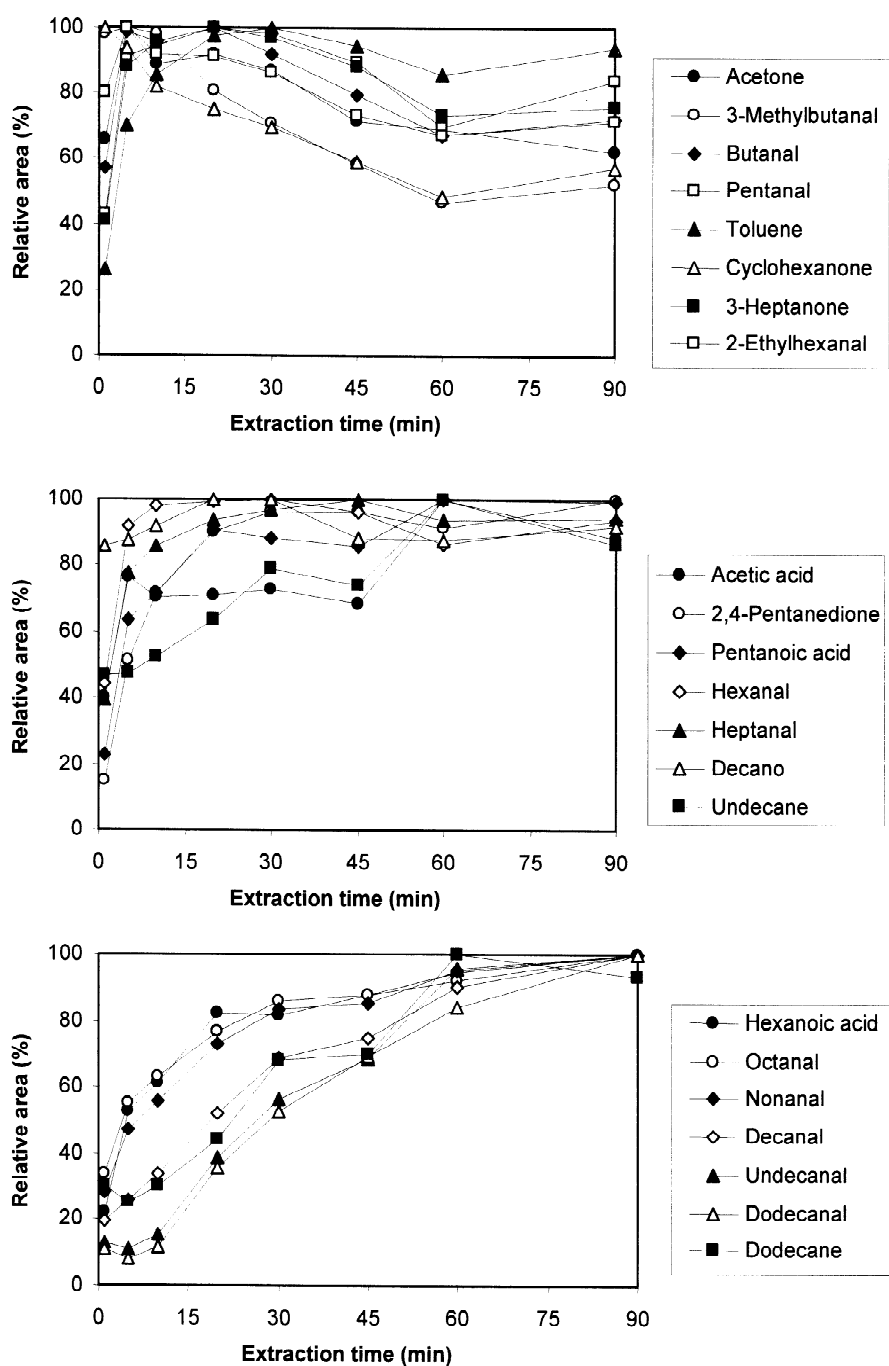 Relative area (%)
100
80
60
40
20
0
0 15 30 45 60 75 90
Extraction time (min)
Acetone
3-Methylbutanal
Butanal
Pentanal
Toluene
Cyclohexanone
3-Heptanone
2-Ethylhexanal
Relative area (%)
100
80
60
40
20
0
0 15 30 45 60 75 90
Extraction time (min)
Acetic acid
2,4-Pentanedione
Pentanoic acid
Hexanal
Heptanal
Decano
Undecane
Relative area (%)
100
80
60
40
20
0
0 15 30 45 60 75 90
Extraction time (min)
Hexanoic acid
Octanal
Nonanal
Decanal
Undecanal
Dodecanal
Dodecane